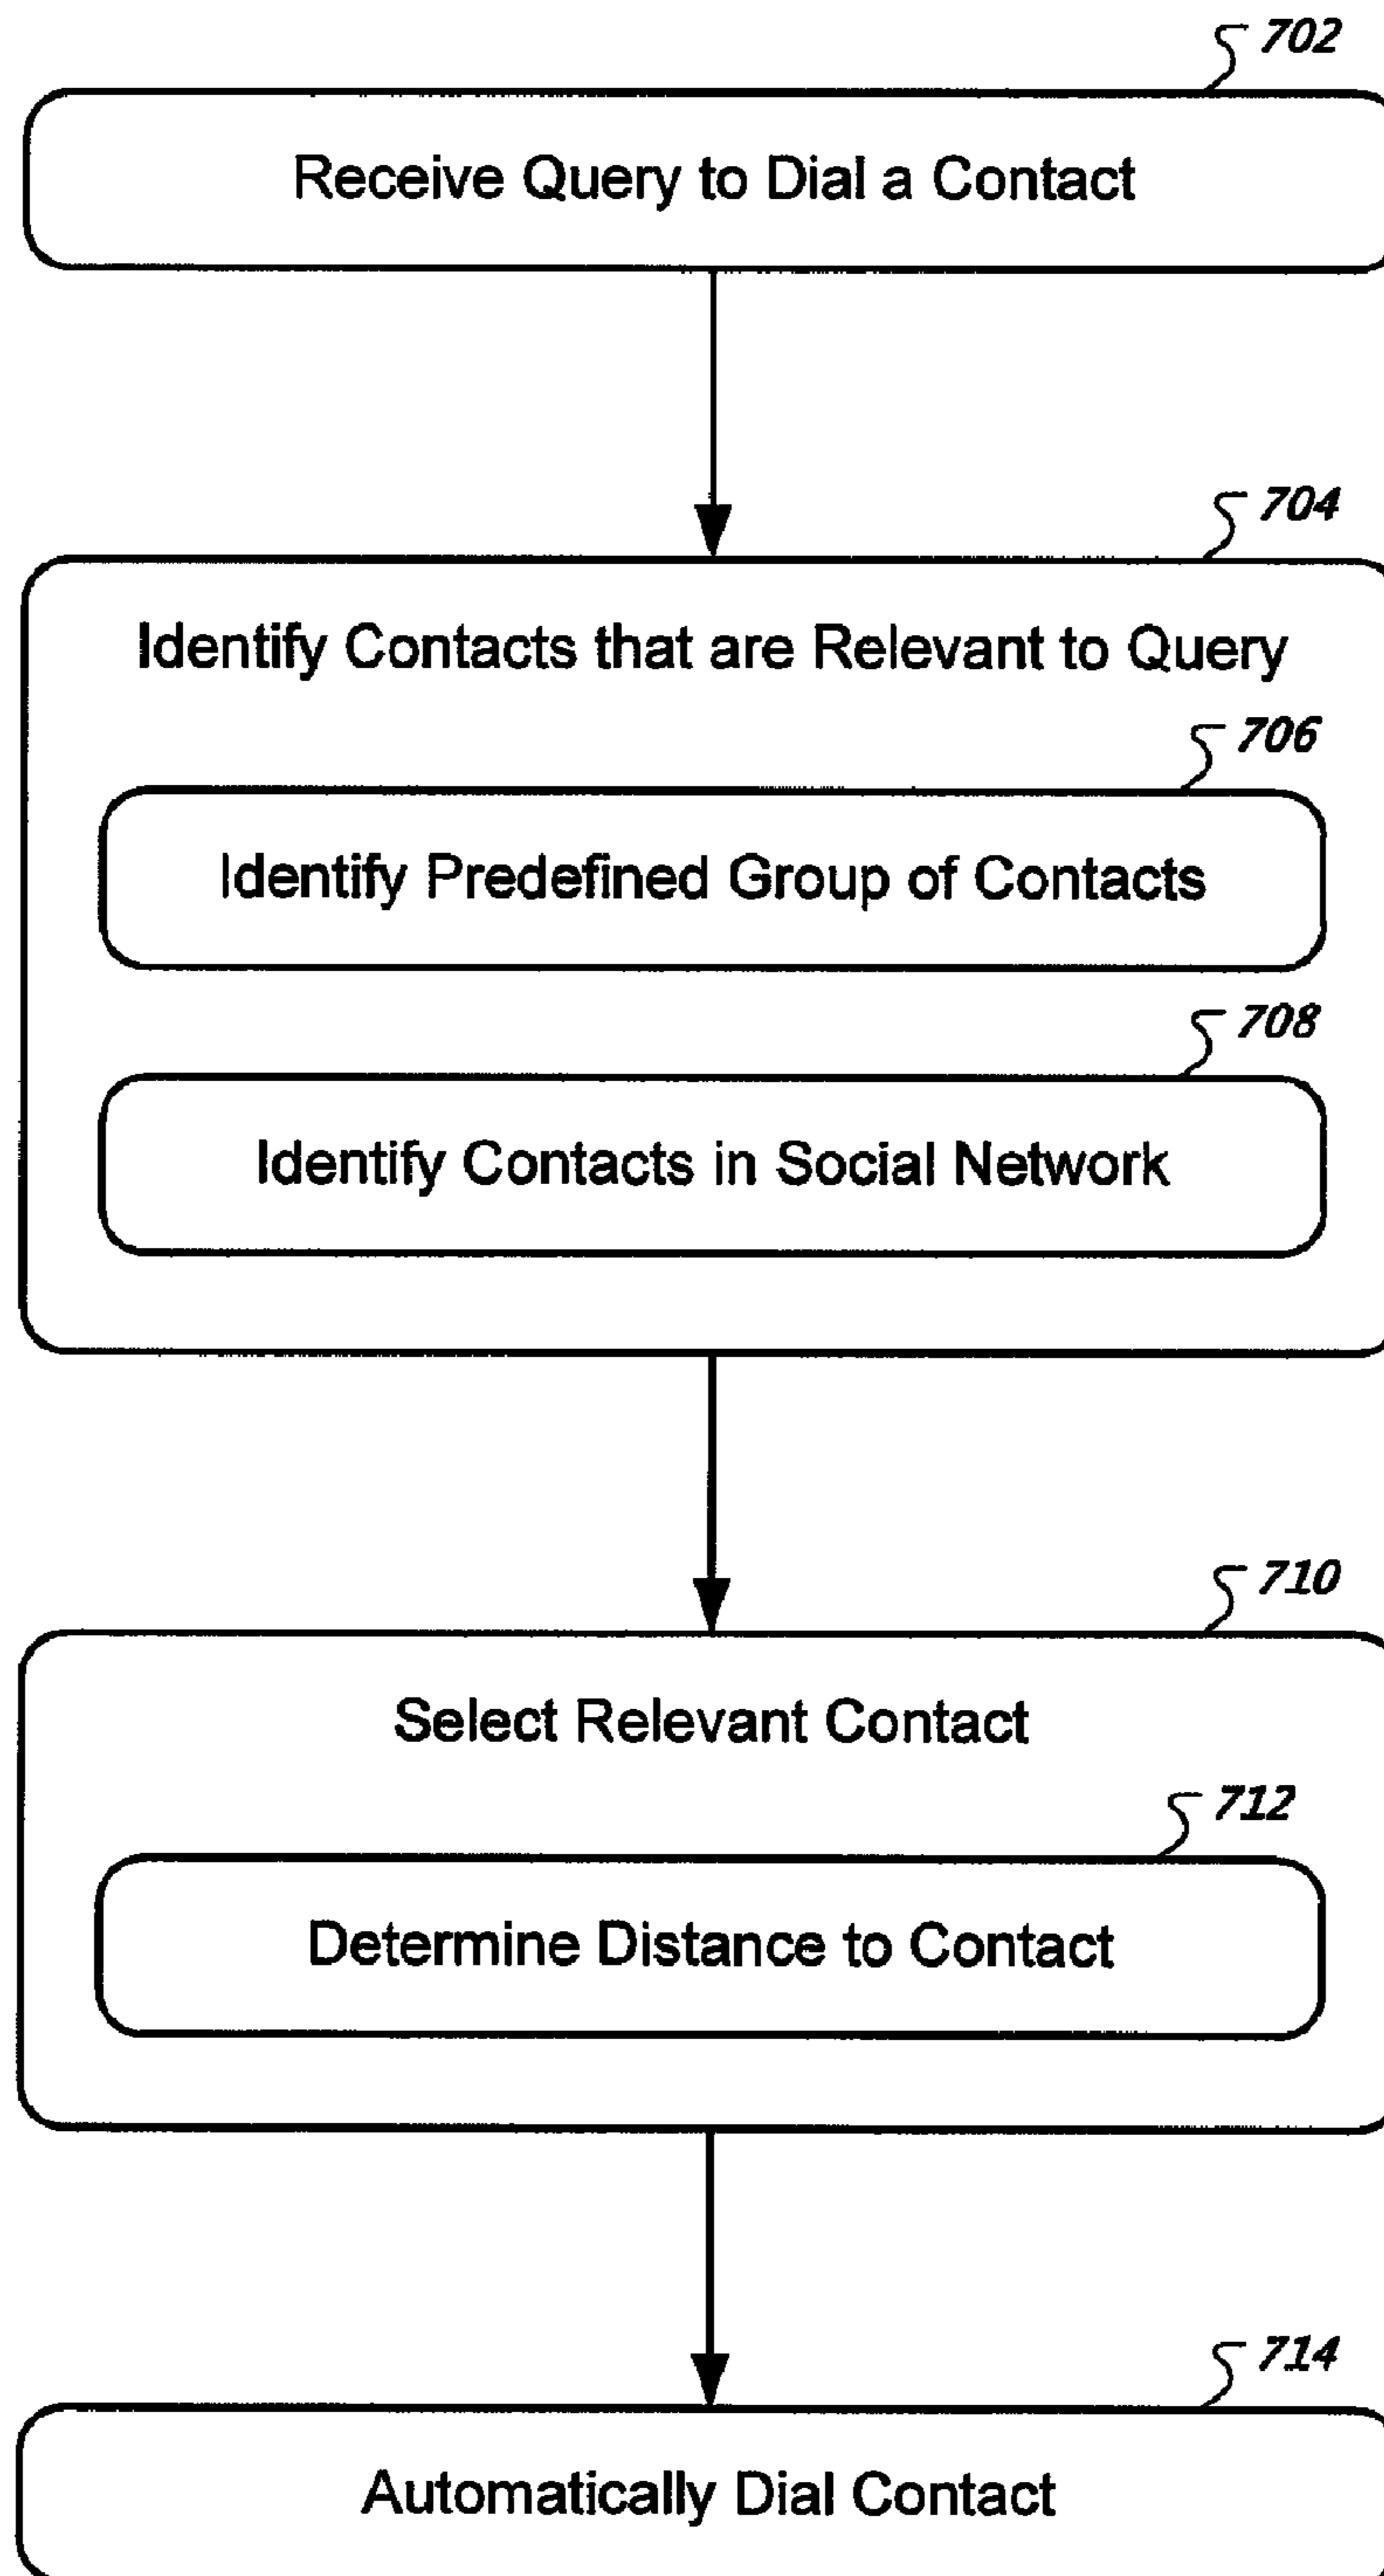 702
Receive Query to Dial a Contact
704
Identify Contacts that are Relevant to Query
706
Identify Predefined Group of Contacts
708
Identify Contacts in Social Network
710
Select Relevant Contact
712
Determine Distance to Contact
714
Automatically Dial Contact